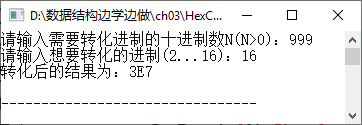 D:\数据结构边学边做\ch03\HexC...
请输入需要转化进制的十进制数N(N>0): 999
请输入想要转化的进制(2...16): 16
转化后的结果为: 3E7
--------------------------------